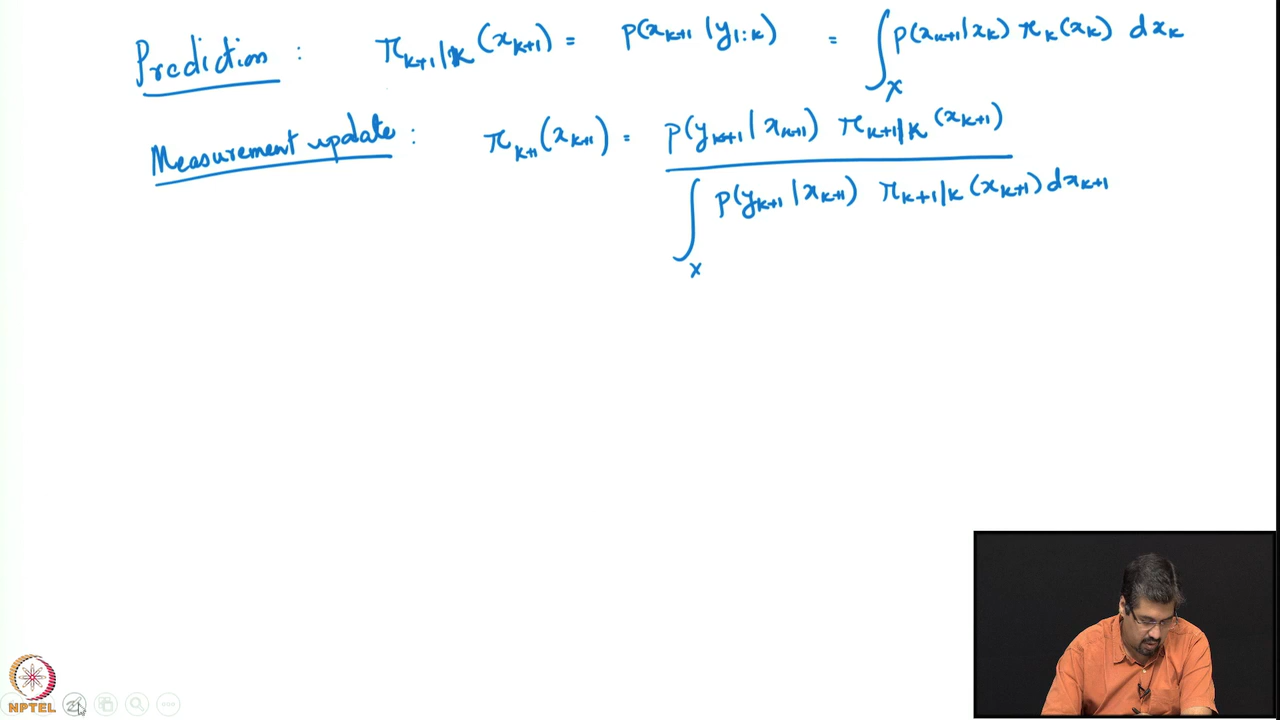 Prediction : π_{k+1|k}(x_{k+1}) = p(x_{k+1} | y_{1:k}) = ∫_X p(x_{k+1}|x_k) π_k(x_k) dx_k
Measurement update : π_{k+1}(x_{k+1}) = p(y_{k+1} | x_{k+1}) π_{k+1|k}(x_{k+1})
∫_X p(y_{k+1} | x_{k+1}) π_{k+1|k}(x_{k+1}) dx_{k+1}
NPTEL